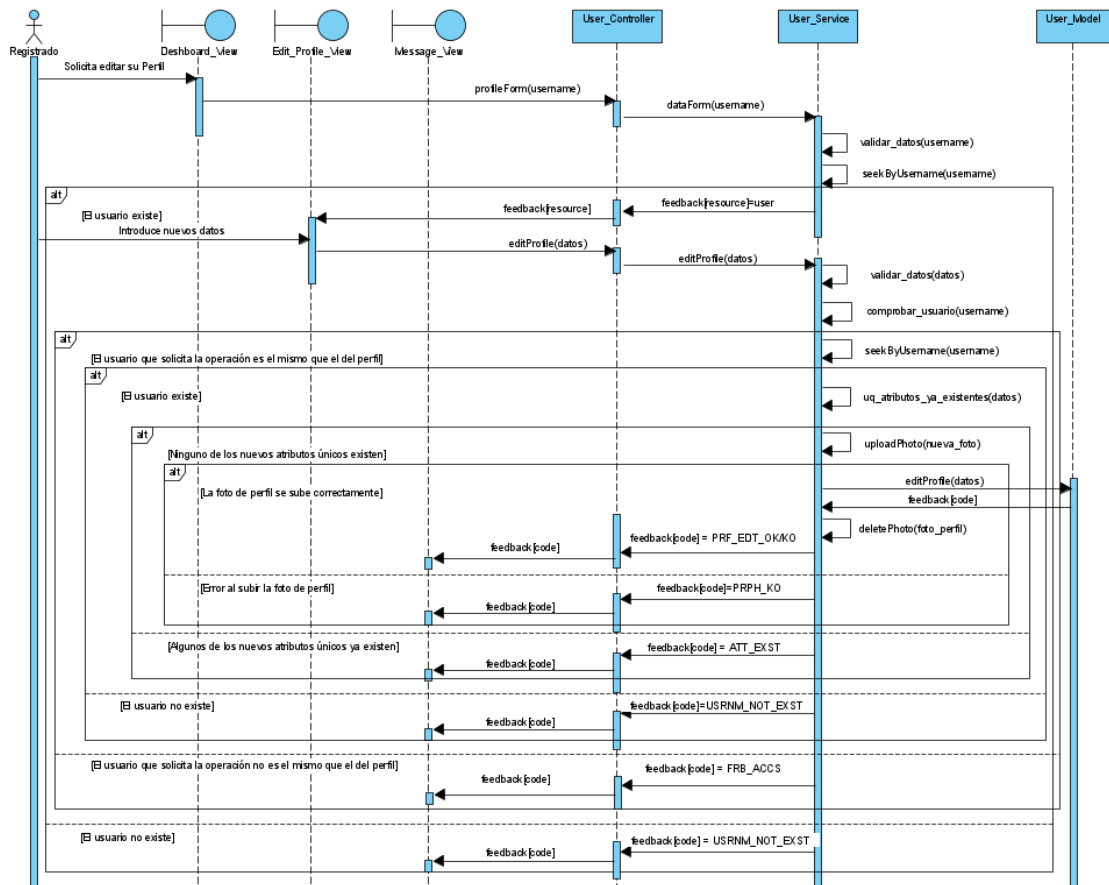 User_Controller
User_Service
User_Model
Registrado
Deshboard_View
Edit_Profile_View
Message_View
Solicita editar su Perfil
profileForm(username)
dataForm(username)
validar_datos(username)
seekByUsername(username)
alt
[El usuario existe]
feedback[resource]
feedback[resource]=user
Introduce nuevos datos
editProfile(datos)
editProfile(datos)
validar_datos(datos)
comprobar_usuario(username)
alt
[El usuario que solicita la operación es el mismo que el del perfil]
seekByUsername(username)
alt
[El usuario existe]
uq_atributos_ya_existentes(datos)
alt
[Ninguno de los nuevos atributos únicos existen]
uploadPhoto(nueva_foto)
alt
[La foto de perfil se sube correctamente]
editProfile(datos)
feedback[code]
deletePhoto(foto_perfil)
feedback[code] = PRF_EDT_OK/KO
feedback[code]
[Error al subir la foto de perfil]
feedback[code]=PRPH_KO
feedback[code]
[Algunos de los nuevos atributos únicos ya existen]
feedback[code] = ATT_EXST
feedback[code]
[El usuario no existe]
feedback[code]=USRNM_NOT_EXST
feedback[code]
[El usuario que solicita la operación no es el mismo que el del perfil]
feedback[code] = FRB_ACCS
feedback[code]
[El usuario no existe]
feedback[code] = USRNM_NOT_EXST
feedback[code]